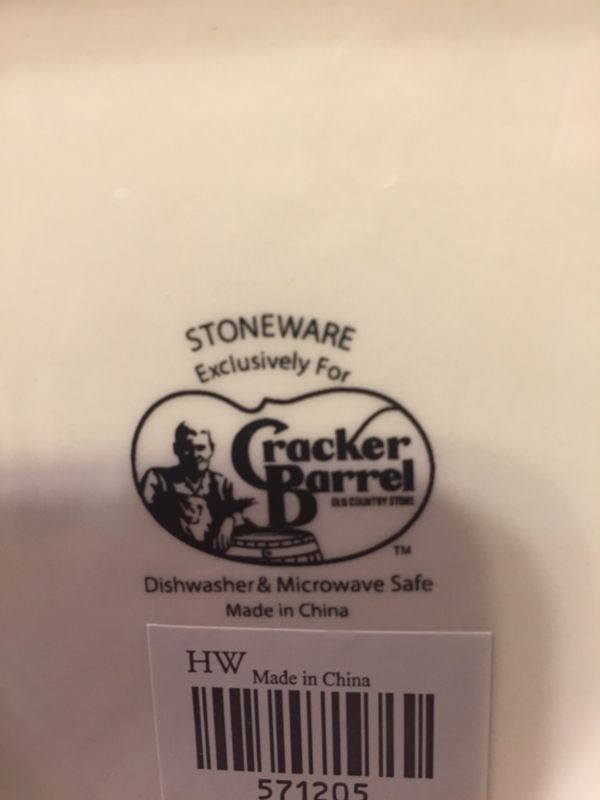 STONEWARE
Exclusively For
Cracker
Barrel
OLD COUNTRY STORE
TM
Dishwasher & Microwave Safe
Made in China
HW
Made in China
571205